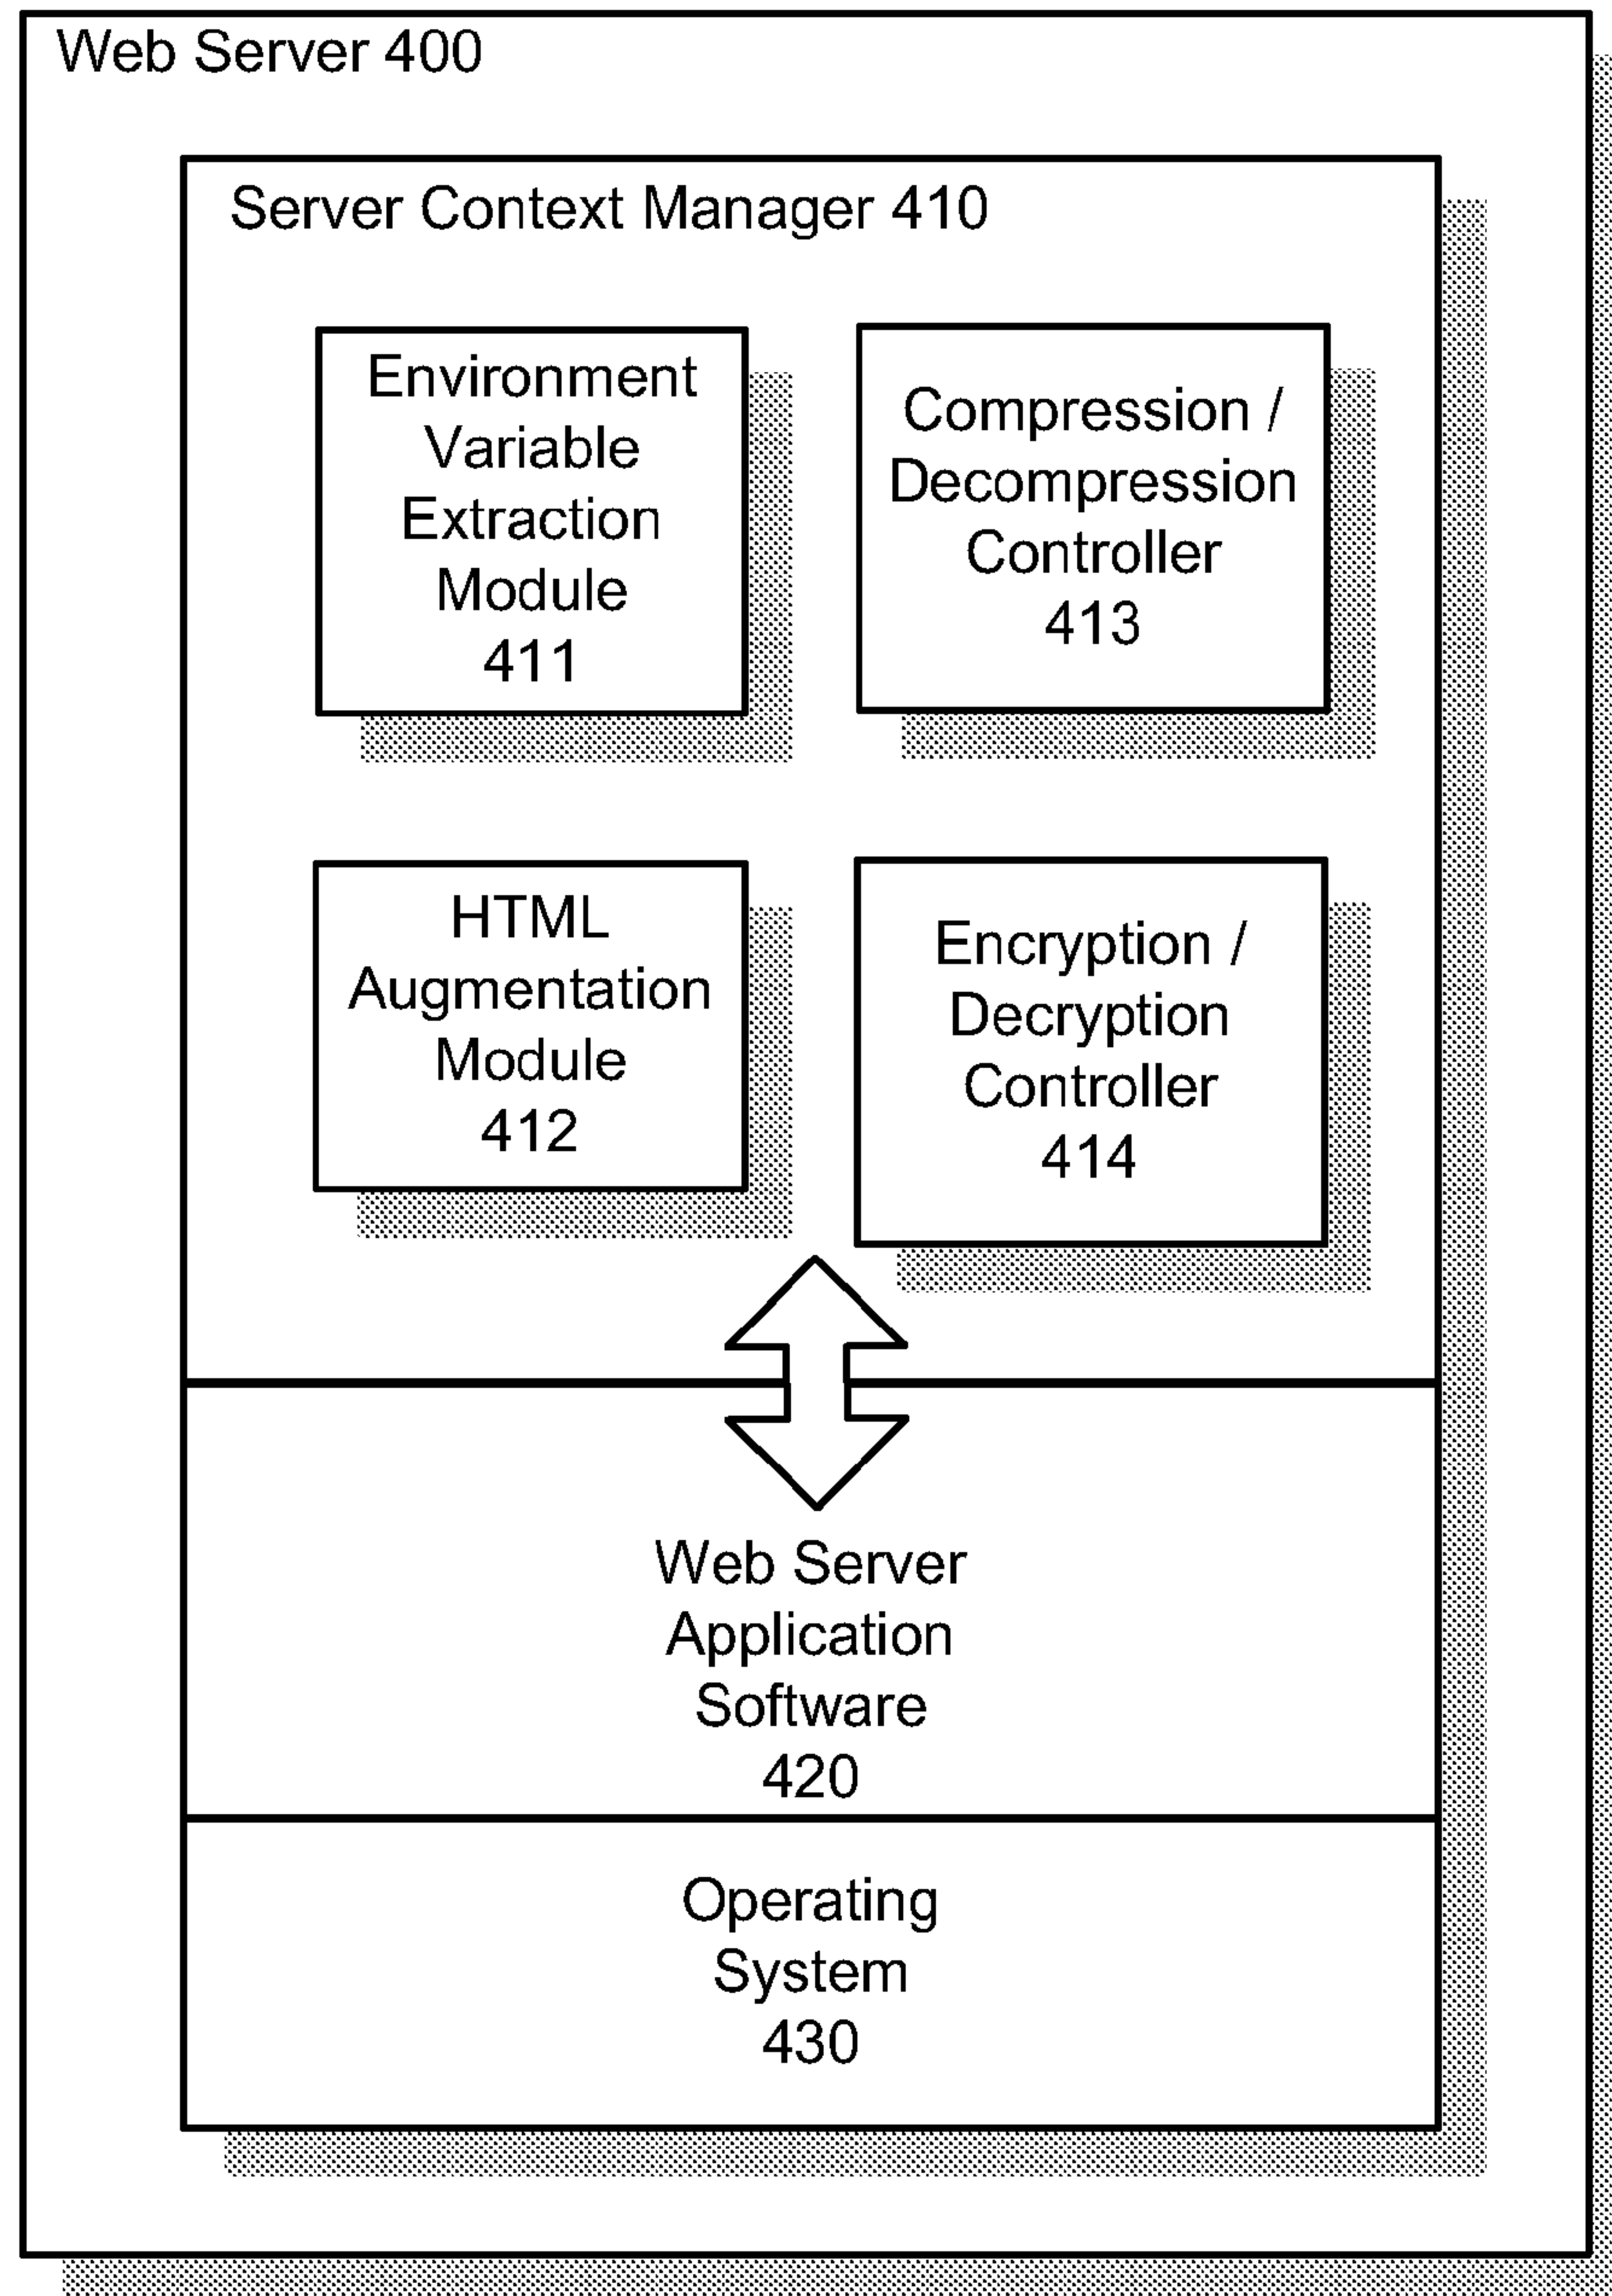 Web Server 400
Server Context Manager 410
Environment
Variable
Extraction
Module
411
Compression /
Decompression
Controller
413
HTML
Augmentation
Module
412
Encryption /
Decryption
Controller
414
Web Server
Application
Software
420
Operating
System
430